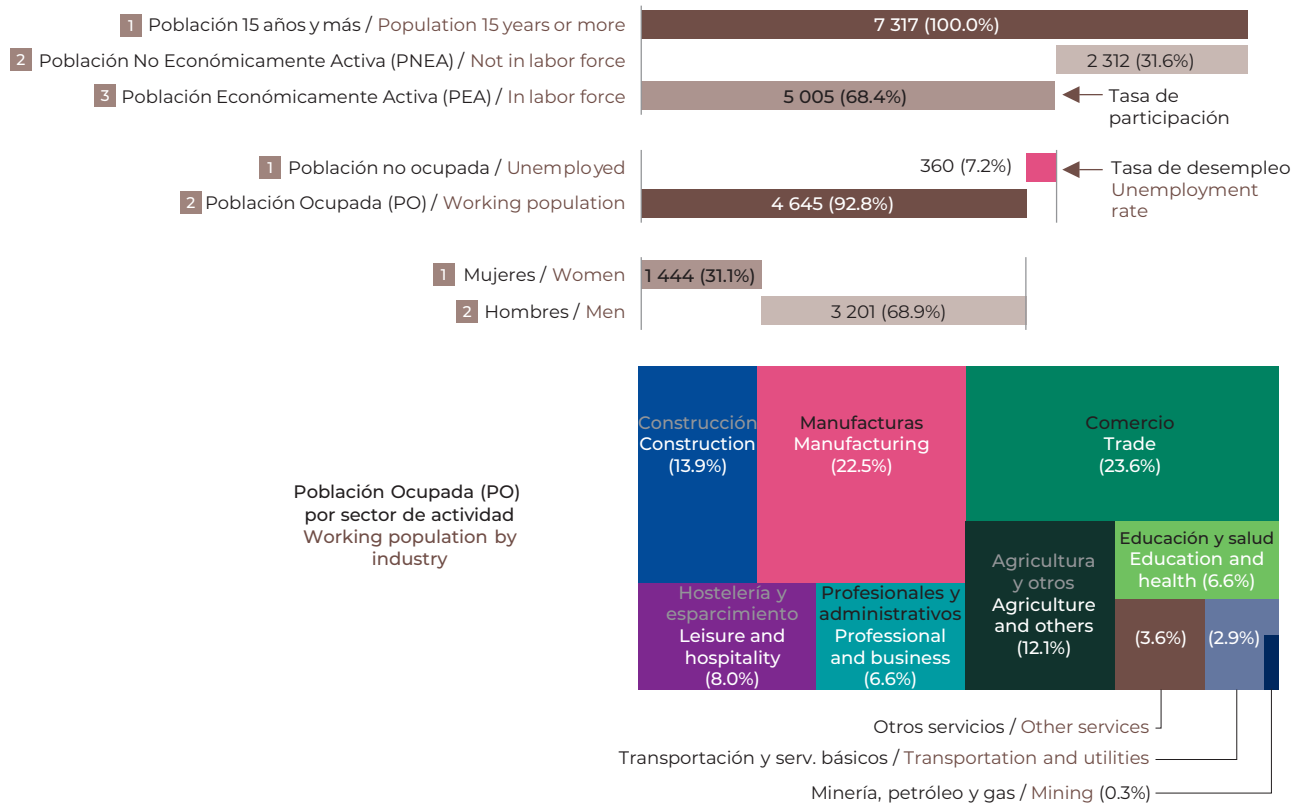 1 Población 15 años y más / Population 15 years or more
7 317 (100.0%)
2 Población No Económicamente Activa (PNEA) / Not in labor force
2 312 (31.6%)
3 Población Económicamente Activa (PEA) / In labor force
5 005 (68.4%)
Tasa de
participación
1 Población no ocupada / Unemployed
360 (7.2%)
Tasa de desempleo
Unemployment
rate
2 Población Ocupada (PO) / Working population
4 645 (92.8%)
1 Mujeres / Women
1 444 (31.1%)
2 Hombres / Men
3 201 (68.9%)
Población Ocupada (PO)
por sector de actividad
Working population by
industry
Construcción
Construction
(13.9%)
Manufacturas
Manufacturing
(22.5%)
Comercio
Trade
(23.6%)
Hostelería y
esparcimiento
Leisure and
hospitality
(8.0%)
Profesionales y
administrativos
Professional
and business
(6.6%)
Agricultura
y otros
Agriculture
and others
(12.1%)
Educación y salud
Education and
health (6.6%)
(3.6%)
(2.9%)
Otros servicios / Other services
Transportación y serv. básicos / Transportation and utilities
Minería, petróleo y gas / Mining (0.3%)